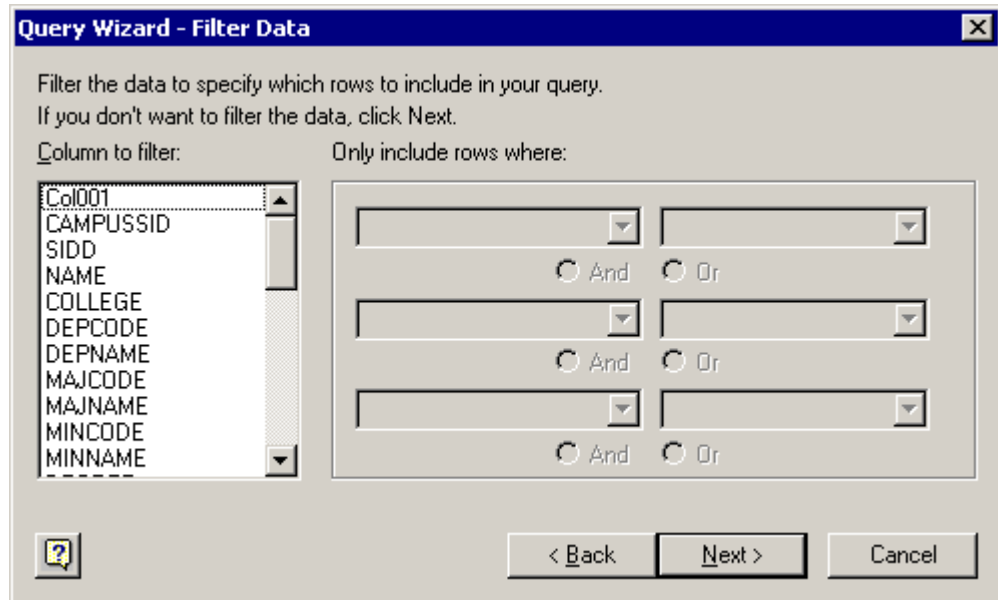 Query Wizard - Filter Data
Filter the data to specify which rows to include in your query.
If you don't want to filter the data, click Next.
Column to filter:
Only include rows where:
Col001
CAMPUSSID
SIDD
NAME
COLLEGE
DEPCODE
DEPNAME
MAJCODE
MAJNAME
MINCODE
MINNAME
And Or
And Or
And Or
< Back
Next >
Cancel